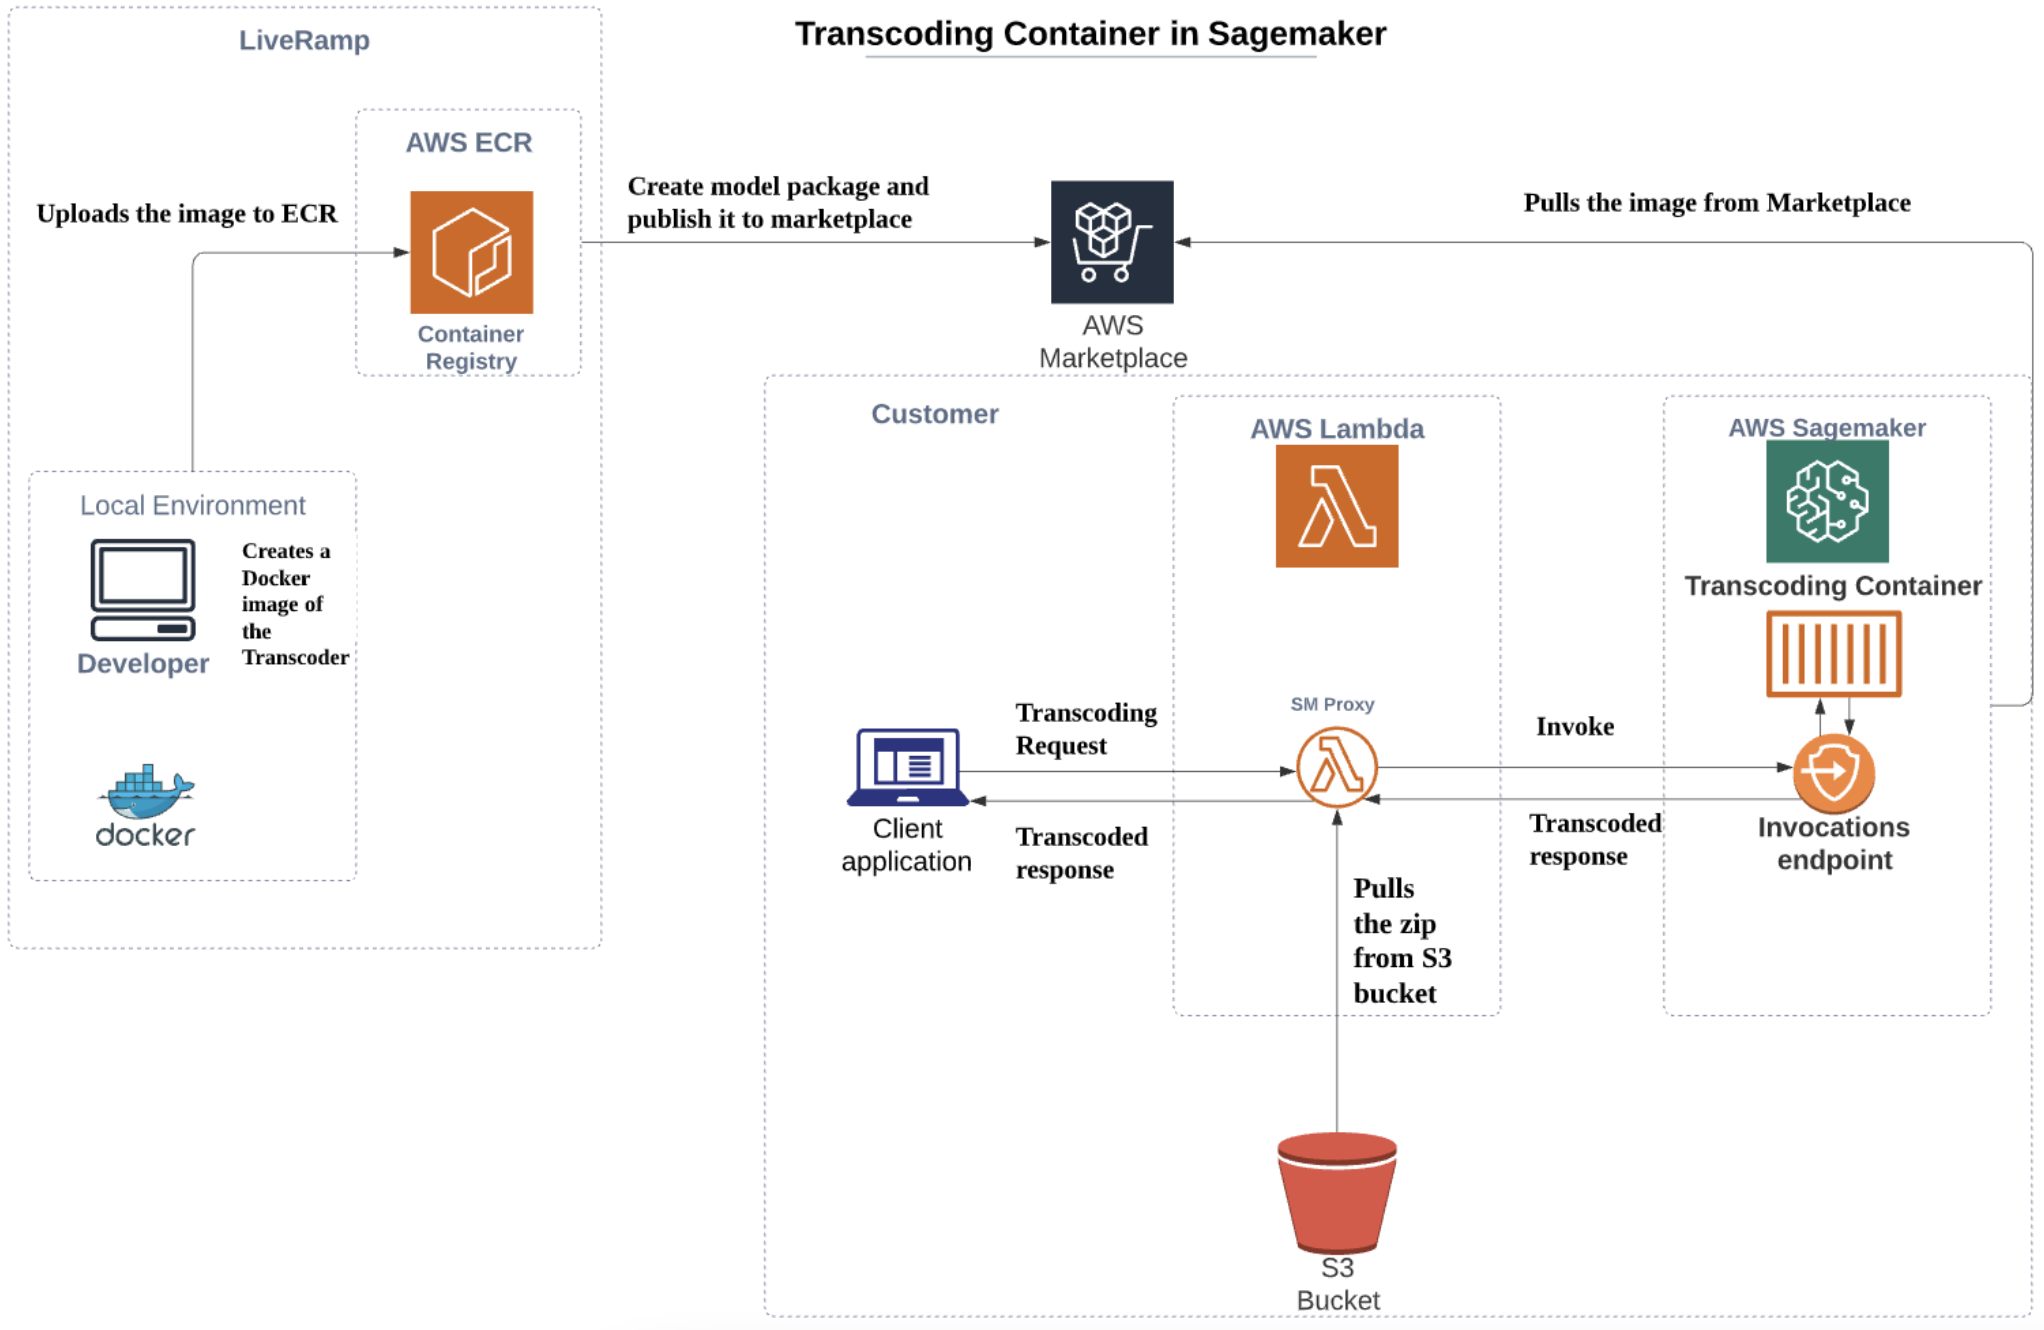 LiveRamp
Transcoding Container in Sagemaker
AWS ECR
Uploads the image to ECR
Container
Registry
Create model package and
publish it to marketplace
AWS
Marketplace
Pulls the image from Marketplace
Local Environment
Developer
Creates a
Docker
image of
the
Transcoder
docker
Customer
AWS Lambda
AWS Sagemaker
Transcoding Container
SM Proxy
Transcoding
Request
Invoke
Client
application
Transcoded
response
Transcoded
response
Invocations
endpoint
Pulls
the zip
from S3
bucket
S3
Bucket